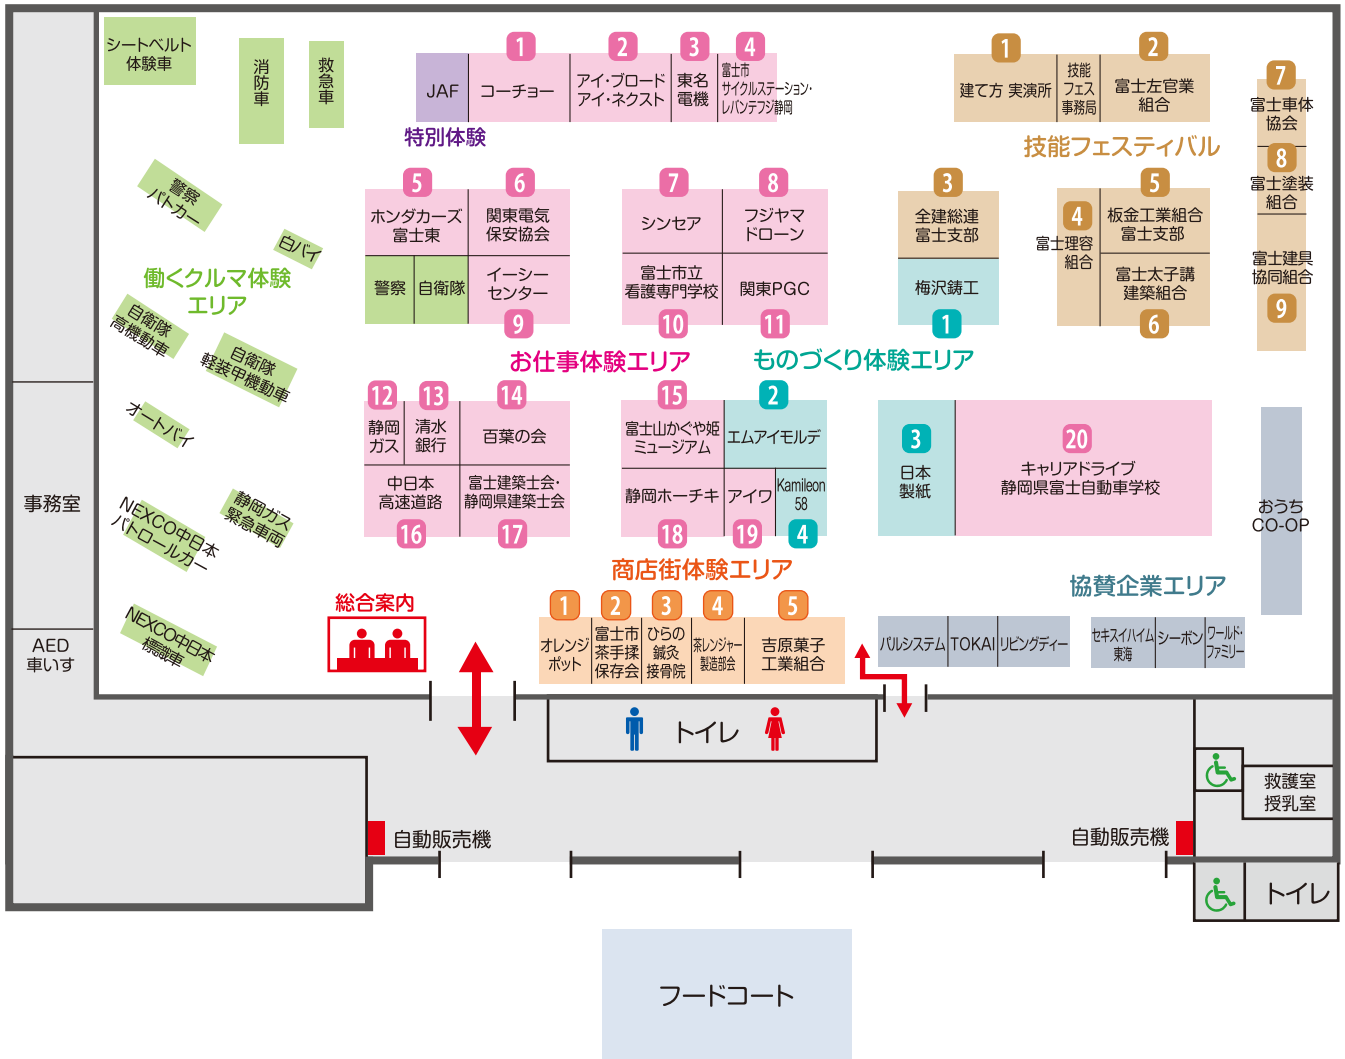 シートベルト
体験車
消防車
救急車
警察
パトカー
白バイ
働くクルマ体験
エリア
自衛隊
高機動車
自衛隊
軽装甲機動車
オートバイ
NEXCO中日本
パトロールカー
静岡ガス
緊急車両
NEXCO中日本
標識車
事務室
AED
車いす
JAF
特別体験
1
コーチョー
2
アイ・ブロード
アイ・ネクスト
3
東名
電機
4
富士市
サイクルステーション・
レバンテフジ静岡
5
ホンダカーズ
富士東
6
関東電気
保安協会
警察
自衛隊
イーシー
センター
9
7
シンセア
8
フジヤマ
ドローン
富士市立
看護専門学校
10
関東PGC
11
お仕事体験エリア
12
静岡
ガス
13
清水
銀行
14
百葉の会
中日本
高速道路
16
富士建築士会・
静岡県建築士会
17
15
富士山かぐや姫
ミュージアム
2
エムアイモルデ
静岡ホーチキ
18
アイワ
19
Kamileon
58
4
ものづくり体験エリア
1
建て方 実演所
技能
フェス
事務局
2
富士左官業
組合
技能フェスティバル
3
全建総連
富士支部
梅沢鋳工
1
4
富士理容
組合
5
板金工業組合
富士支部
富士太子講
建築組合
6
7
富士車体
協会
8
富士塗装
組合
富士建具
協同組合
9
3
日本
製紙
20
キャリアドライブ
静岡県富士自動車学校
おうち
CO-OP
協賛企業エリア
パルシステム
TOKAI
リビングディー
セキスイハイム
東海
シーボン
ワールド・
ファミリー
商店街体験エリア
1
オレンジ
ポット
2
富士市
茶手揉
保存会
3
ひらの
鍼灸
接骨院
4
茶レンジャー
製造部会
5
吉原菓子
工業組合
総合案内
トイレ
自動販売機
自動販売機
救護室
授乳室
トイレ
フードコート